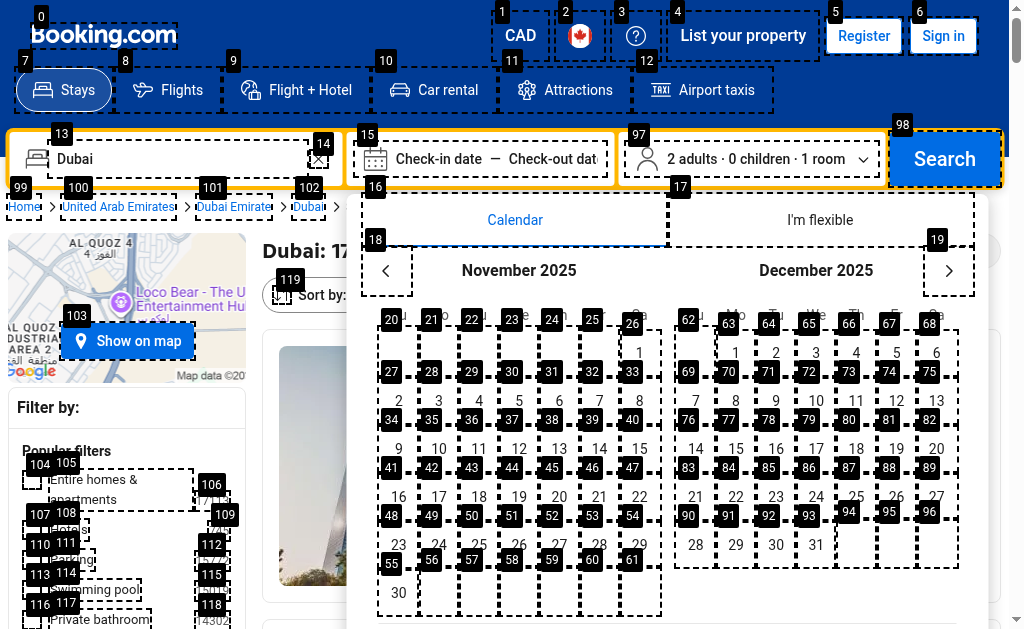 Booking.com
CAD
List your property
Register
Sign in
Stays
Flights
Flight + Hotel
Car rental
Attractions
Airport taxis
Dubai
Check-in date — Check-out dat
2 adults · 0 children · 1 room
Search
Home > United Arab Emirates > Dubai Emirate > Dubai >
Calendar
I'm flexible
November 2025
December 2025
1
2 3 4 5 6 7 8
9 10 11 12 13 14 15
16 17 18 19 20 21 22
23 24 25 26 27 28 29
30
1 2 3 4 5 6
7 8 9 10 11 12 13
14 15 16 17 18 19 20
21 22 23 24 25 26 27
28 29 30 31
Dubai: 17
Sort by:
AL QUOZ 4
القوز 4
Loco Bear - The U
Entertainment Hu
AL QUOZ
DUSTRIA
AREA 2
Show on map
Google
Map data ©20
Filter by:
Popular filters
Entire homes &
apartments
Hotels
Parking
Swimming pool
Private bathroom
14302
0
1
2
3
4
5
6
7
8
9
10
11
12
13
14
15
97
98
99
100
101
102
16
17
18
19
119
103
20 21 22 23 24 25 26
27 28 29 30 31 32 33
34 35 36 37 38 39 40
41 42 43 44 45 46 47
48 49 50 51 52 53 54
55 56 57 58 59 60 61
62 63 64 65 66 67 68
69 70 71 72 73 74 75
76 77 78 79 80 81 82
83 84 85 86 87 88 89
90 91 92 93 94 95 96
104 105
106
107 108
109
110 111
112
113 114
115
116 117
118